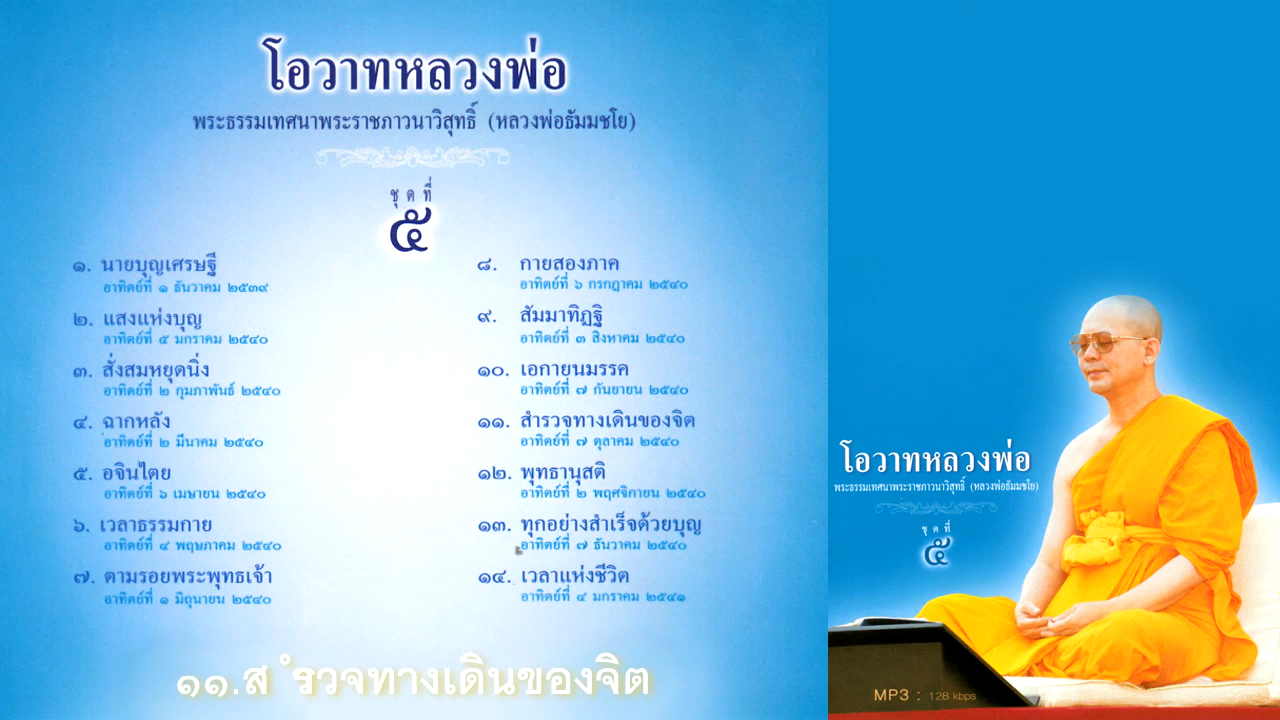 โอวาทหลวงพ่อ
พระธรรมเทศนาพระราชภาวนาวิสุทธิ์ (หลวงพ่อธัมมชโย)
ชุดที่
๕
๑. นายบุญเศรษฐี
อาทิตย์ที่ ๑ ธันวาคม ๒๕๓๙
๒. แสงแห่งบุญ
อาทิตย์ที่ ๕ มกราคม ๒๕๔๐
๓. สั่งสมหยุดนิ่ง
อาทิตย์ที่ ๒ กุมภาพันธ์ ๒๕๔๐
๔. ฉากหลัง
อาทิตย์ที่ ๒ มีนาคม ๒๕๔๐
๕. อจินไตย
อาทิตย์ที่ ๖ เมษายน ๒๕๔๐
๖. เวลาธรรมกาย
อาทิตย์ที่ ๔ พฤษภาคม ๒๕๔๐
๗. ตามรอยพระพุทธเจ้า
อาทิตย์ที่ ๑ มิถุนายน ๒๕๔๐
๘. กายสองภาค
อาทิตย์ที่ ๖ กรกฎาคม ๒๕๔๐
๙. สัมมาทิฏฐิ
อาทิตย์ที่ ๓ สิงหาคม ๒๕๔๐
๑๐. เอกายนมรรค
อาทิตย์ที่ ๗ กันยายน ๒๕๔๐
๑๑. สำรวจทางเดินของจิต
อาทิตย์ที่ ๗ ตุลาคม ๒๕๔๐
๑๒. พุทธานุสติ
อาทิตย์ที่ ๒ พฤศจิกายน ๒๕๔๐
๑๓. ทุกอย่างสำเร็จด้วยบุญ
อาทิตย์ที่ ๗ ธันวาคม ๒๕๔๐
๑๔. เวลาแห่งชีวิต
อาทิตย์ที่ ๔ มกราคม ๒๕๔๑
๑๑.ส ํารวจทางเดินของจิต
โอวาทหลวงพ่อ
พระธรรมเทศนาพระราชภาวนาวิสุทธิ์ (หลวงพ่อธัมมชโย)
ชุดที่
๕
MP3 : 128 kbps